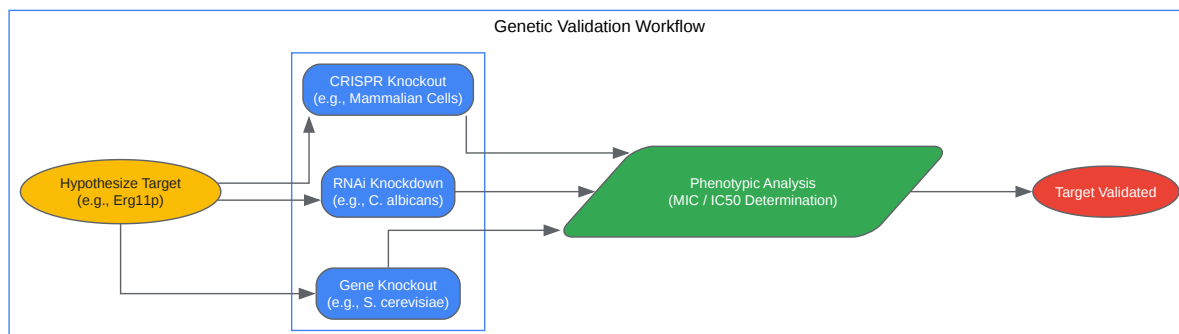 Genetic Validation Workflow
CRISPR Knockout
(e.g., Mammalian Cells)
Hypothesize Target
(e.g., Erg11p)
RNAi Knockdown
(e.g., C. albicans)
Phenotypic Analysis
(MIC / IC50 Determination)
Target Validated
Gene Knockout
(e.g., S. cerevisiae)